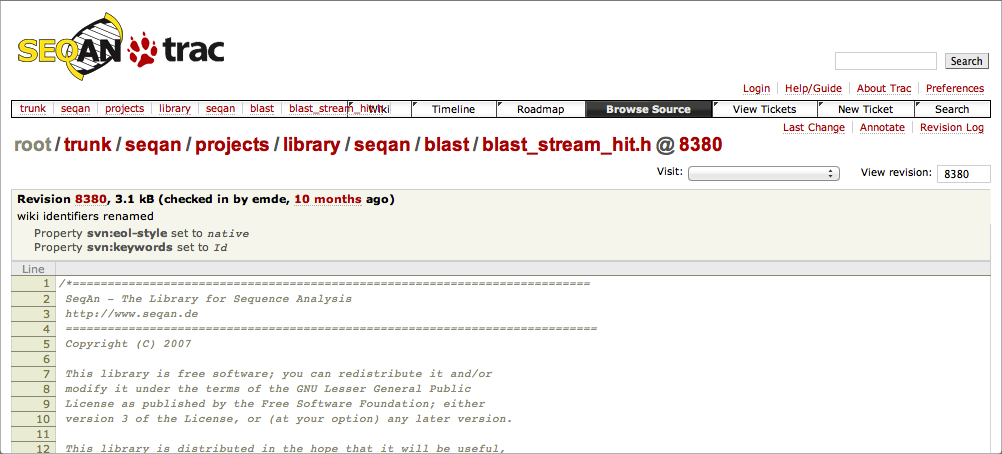 SEQAN trac
Search
Login Help/Guide About Trac Preferences
trunk seqan projects library seqan blast blast_stream_hit.h Wiki Timeline Roadmap Browse Source View Tickets New Ticket Search
Last Change Annotate Revision Log
root/trunk/seqan/projects/library/seqan/blast/blast_stream_hit.h @ 8380
Visit: View revision: 8380
Revision 8380, 3.1 kB (checked in by emde, 10 months ago)
wiki identifiers renamed
Property svn:eol-style set to native
Property svn:keywords set to Id
Line
1 /*==========================================================================
2 SeqAn - The Library for Sequence Analysis
3 http://www.seqan.de
4 ============================================================================
5 Copyright (C) 2007
6
7 This library is free software; you can redistribute it and/or
8 modify it under the terms of the GNU Lesser General Public
9 License as published by the Free Software Foundation; either
10 version 3 of the License, or (at your option) any later version.
11
12 This library is distributed in the hope that it will be useful,